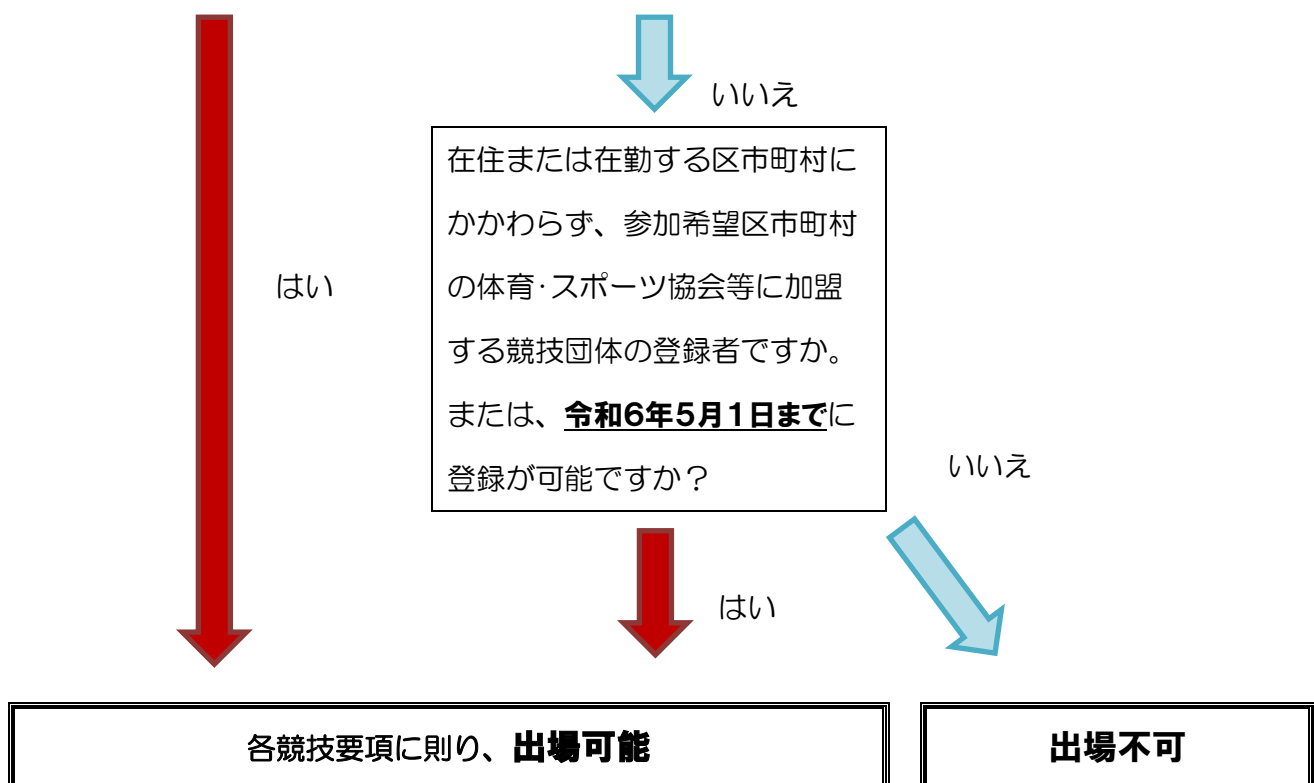 いいえ
在住または在勤する区市町村に
かかわらず、参加希望区市町村
の体育・スポーツ協会等に加盟
する競技団体の登録者ですか。
または、令和6年5月1日までに
登録が可能ですか？
はい
いいえ
はい
各競技要項に則り、出場可能
出場不可